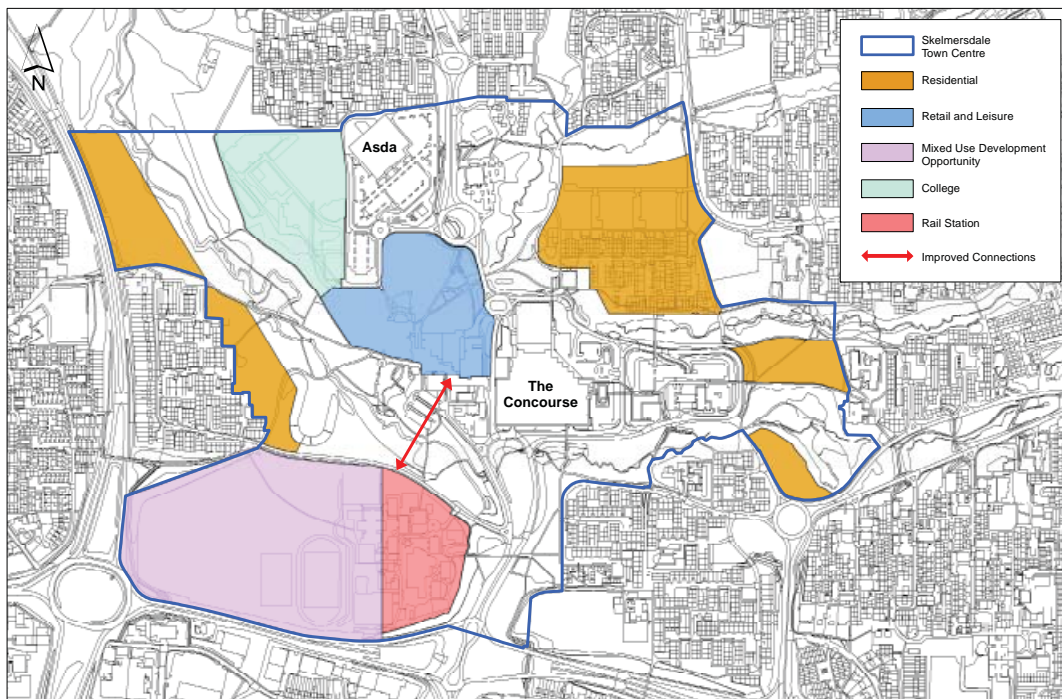 N
Asda
The
Concourse
Skelmersdale
Town Centre
Residential
Retail and Leisure
Mixed Use Development
Opportunity
College
Rail Station
Improved Connections